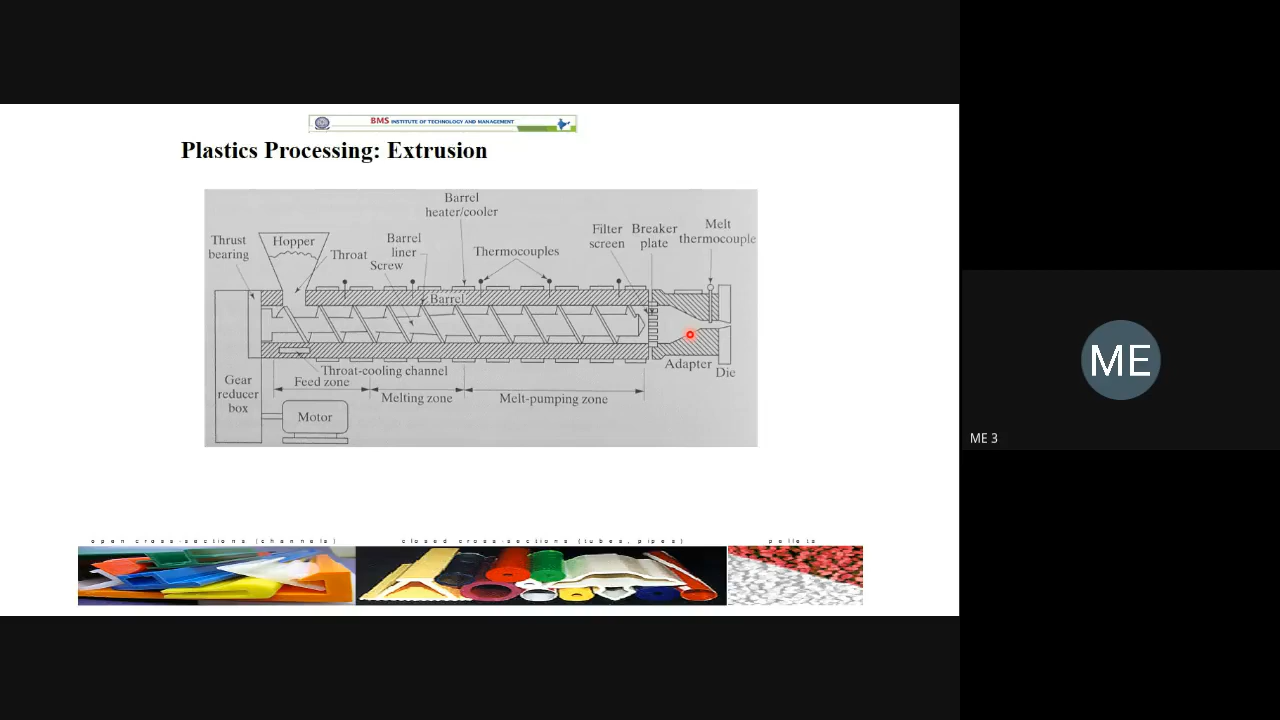 BMS INSTITUTE OF TECHNOLOGY AND MANAGEMENT
Plastics Processing: Extrusion
Barrel
heater/cooler
Filter
screen
Breaker
plate
Melt
thermocouple
Thrust
bearing
Hopper
Throat
Barrel
liner
Screw
Thermocouples
Barrel
Throat-cooling channel
Feed zone
Melting zone
Melt-pumping zone
Adapter
Die
Gear
reducer
box
Motor
open cross-sections (channels)
closed cross-sections (tubes, pipes)
pellets
ME
ME 3